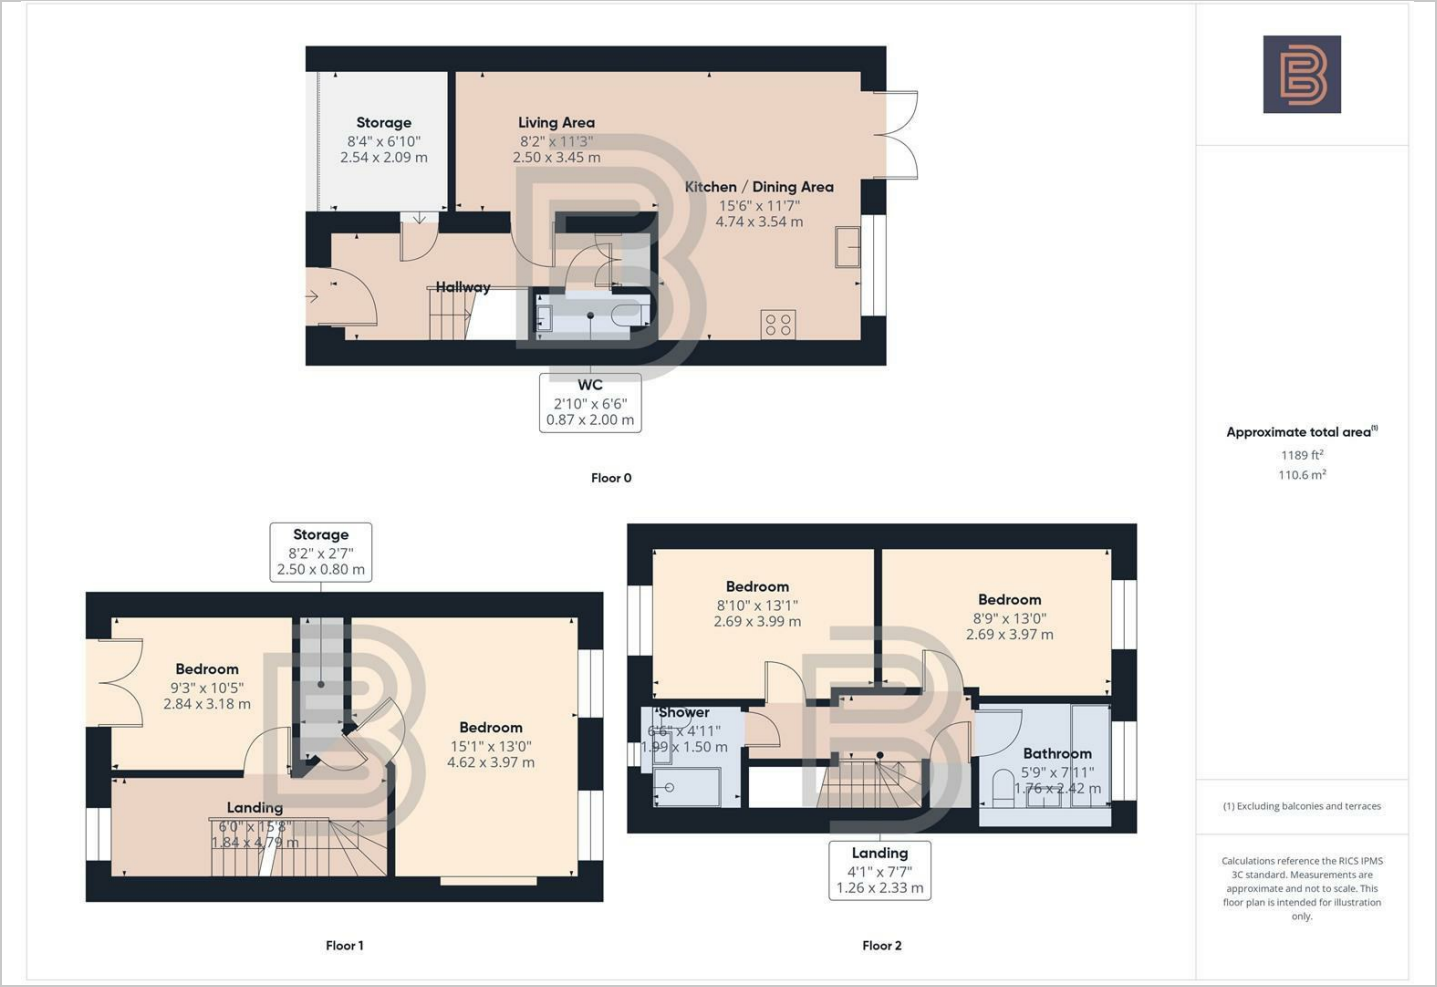 Storage
8'4" x 6'10"
2.54 x 2.09 m
Living Area
8'2" x 11'3"
2.50 x 3.45 m
Kitchen / Dining Area
15'6" x 11'7"
4.74 x 3.54 m
Hallway
WC
2'10" x 6'6"
0.87 x 2.00 m
Floor 0
Storage
8'2" x 2'7"
2.50 x 0.80 m
Bedroom
9'3" x 10'5"
2.84 x 3.18 m
Bedroom
15'1" x 13'0"
4.62 x 3.97 m
Landing
6'0" x 15'8"
1.84 x 4.79 m
Floor 1
Bedroom
8'10" x 13'1"
2.69 x 3.99 m
Bedroom
8'9" x 13'0"
2.69 x 3.97 m
Shower
6'6" x 4'11"
1.99 x 1.50 m
Bathroom
5'9" x 7'11"
1.76 x 2.42 m
Landing
4'1" x 7'7"
1.26 x 2.33 m
Floor 2
Approximate total area(1)
1189 ft²
110.6 m²
(1) Excluding balconies and terraces
Calculations reference the RICS IPMS
3C standard. Measurements are
approximate and not to scale. This
floor plan is intended for illustration
only.